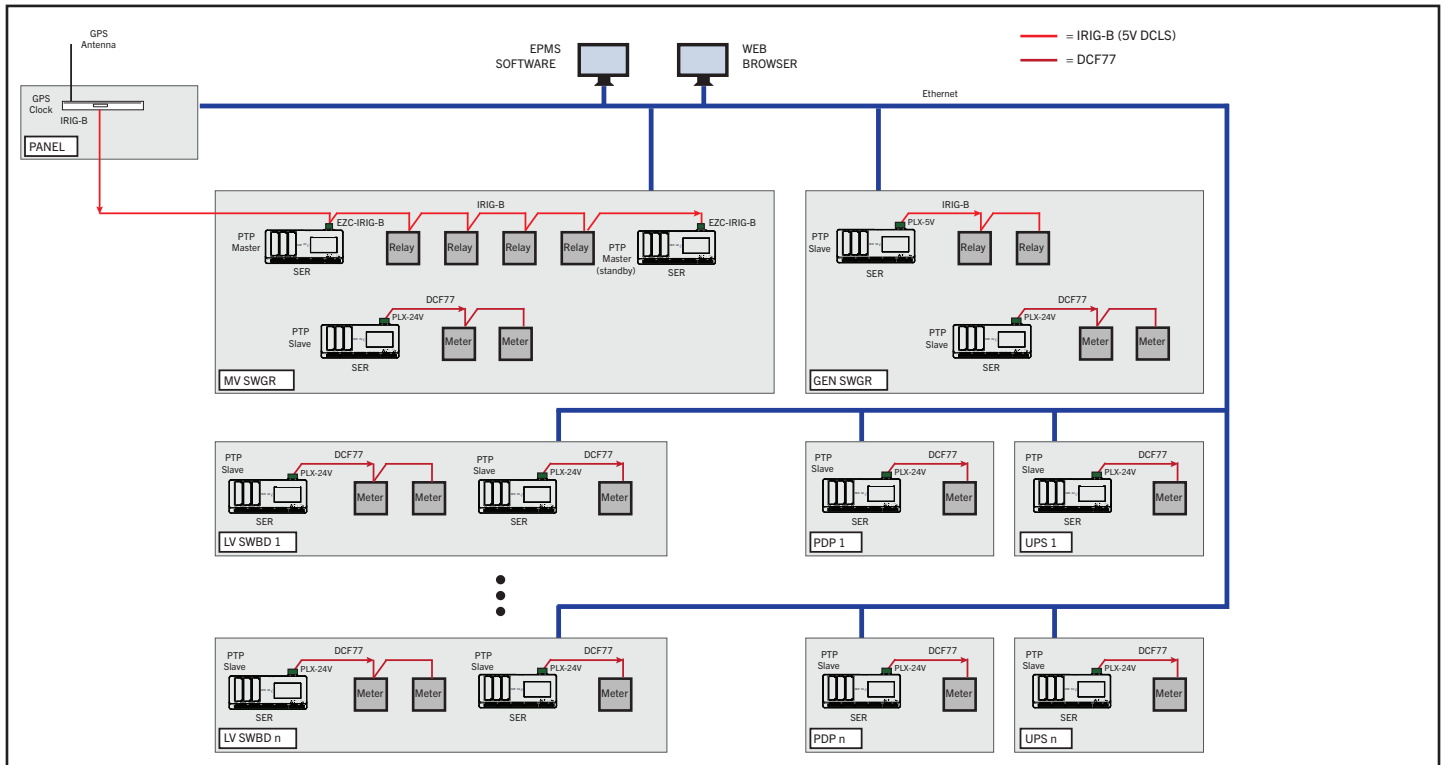 GPS
Antenna
EPMS
SOFTWARE
WEB
BROWSER
= IRIG-B (5V DCLS)
= DCF77
GPS
Clock
IRIG-B
PANEL
Ethernet
IRIG-B
EZC-IRIG-B
EZC-IRIG-B
PTP
Master
SER
Relay
Relay
Relay
Relay
PTP
Master
(standby)
SER
DCF77
PLX-24V
PTP
Slave
SER
Meter
Meter
MV SWGR
IRIG-B
PLX-5V
PTP
Slave
SER
Relay
Relay
DCF77
PLX-24V
PTP
Slave
SER
Meter
Meter
GEN SWGR
PTP
Slave
DCF77
PLX-24V
Meter
Meter
SER
PTP
Slave
DCF77
PLX-24V
Meter
SER
LV SWBD 1
PTP
Slave
DCF77
PLX-24V
Meter
SER
PDP 1
PTP
Slave
DCF77
PLX-24V
Meter
SER
UPS 1
PTP
Slave
DCF77
PLX-24V
Meter
Meter
SER
PTP
Slave
DCF77
PLX-24V
Meter
SER
LV SWBD n
PTP
Slave
DCF77
PLX-24V
Meter
SER
PDP n
PTP
Slave
DCF77
PLX-24V
Meter
SER
UPS n